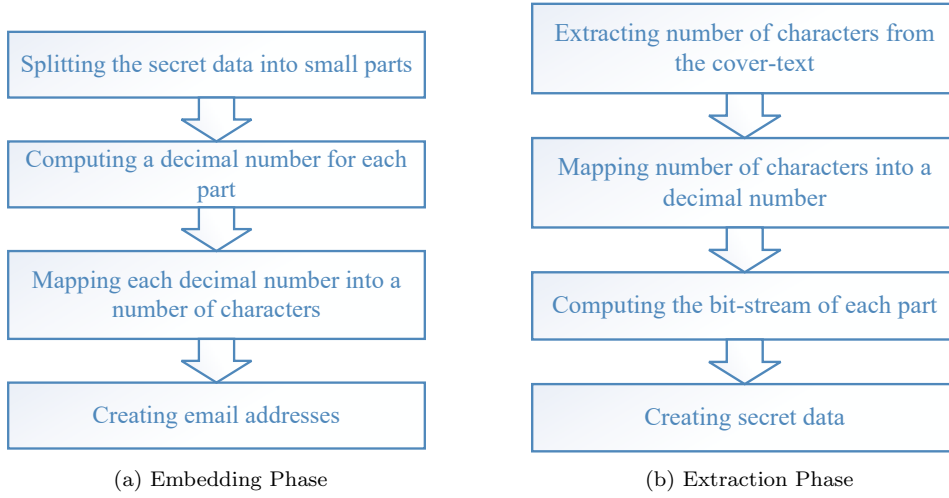 Splitting the secret data into small parts
Computing a decimal number for each
part
Mapping each decimal number into a
number of characters
Creating email addresses
(a) Embedding Phase
Extracting number of characters from
the cover-text
Mapping number of characters into a
decimal number
Computing the bit-stream of each part
Creating secret data
(b) Extraction Phase